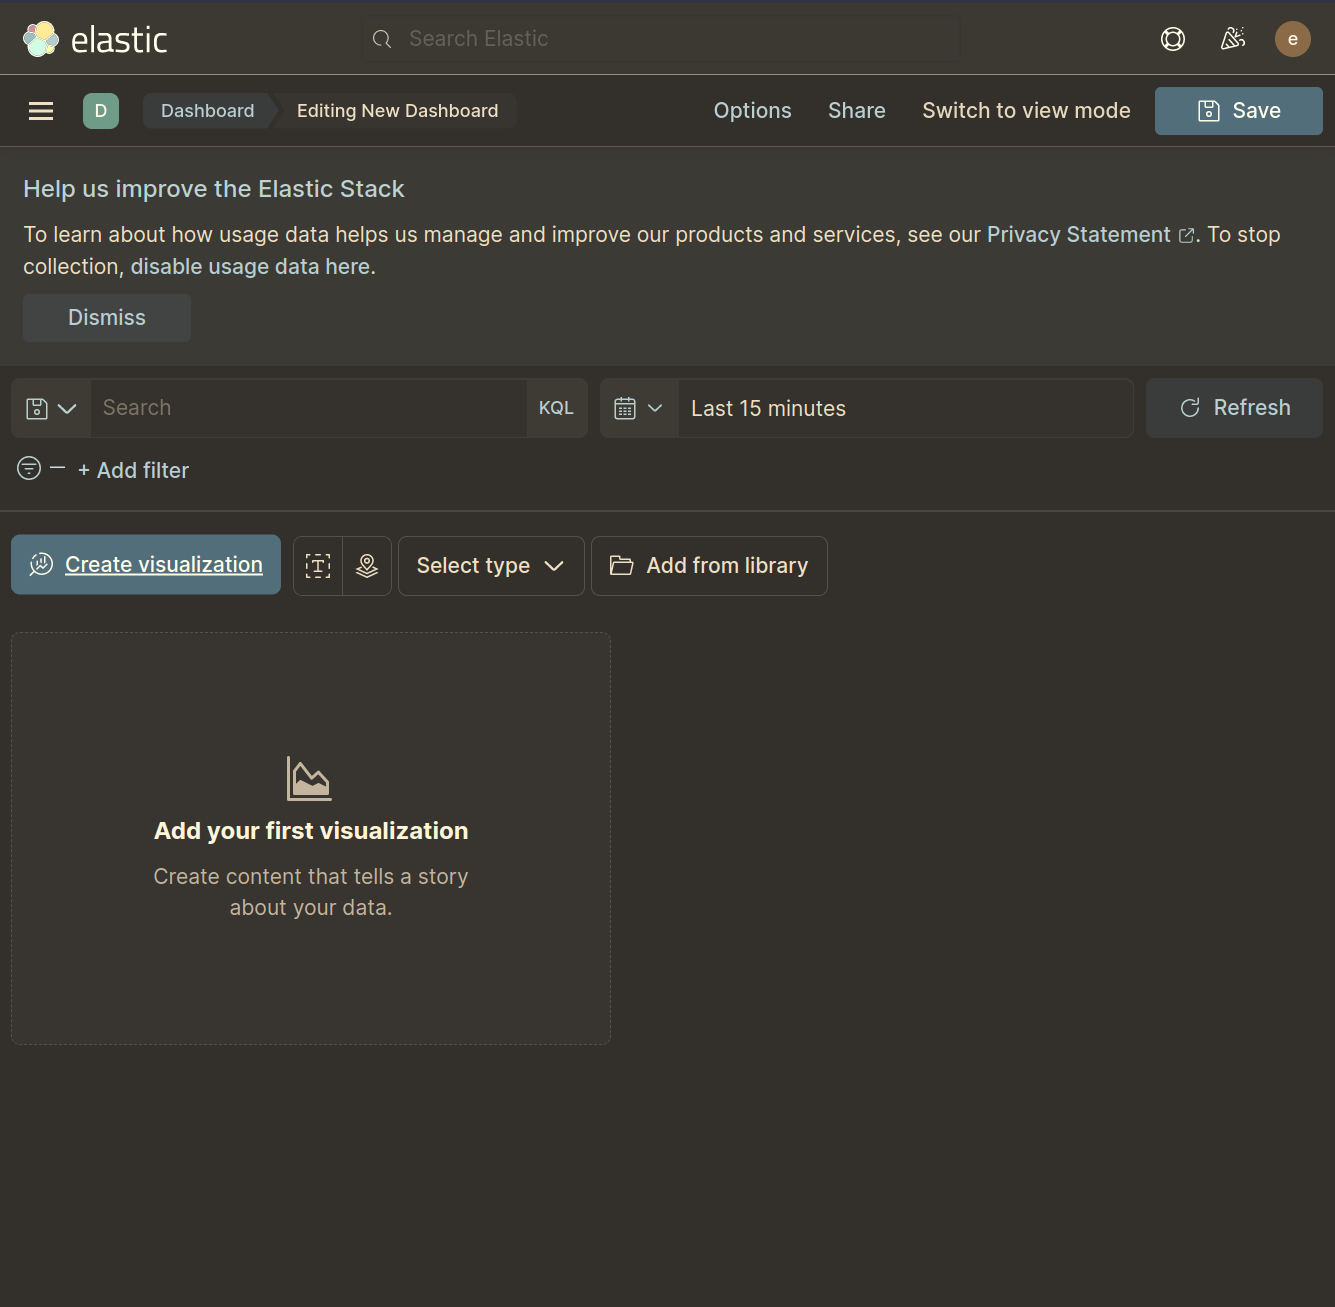 elastic
Search Elastic
e
D
Dashboard
Editing New Dashboard
Options
Share
Switch to view mode
Save
Help us improve the Elastic Stack
To learn about how usage data helps us manage and improve our products and services, see our Privacy Statement. To stop
collection, disable usage data here.
Dismiss
Search
KQL
Last 15 minutes
Refresh
+ Add filter
Create visualization
T
Select type
Add from library
Add your first visualization
Create content that tells a story
about your data.